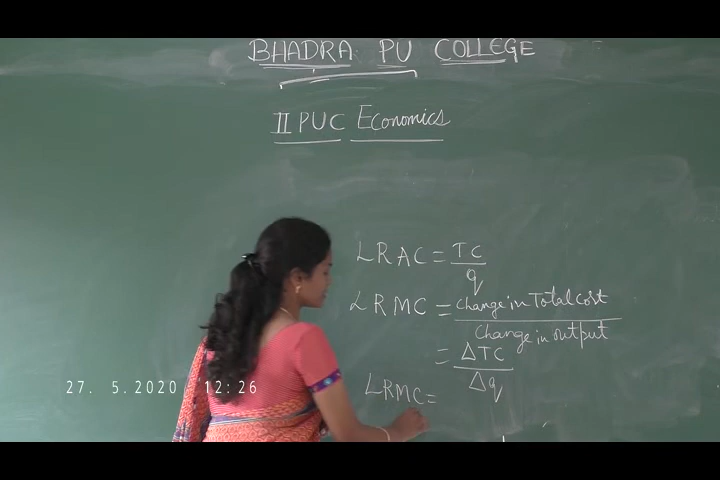 BHADRA PU COLLEGE
II PUC Economics
LRAC = TC
q
LRMC = Change in Total Cost
Change in output
= ΔTC
Δq
LRMC =
27. 5.2020 12:26